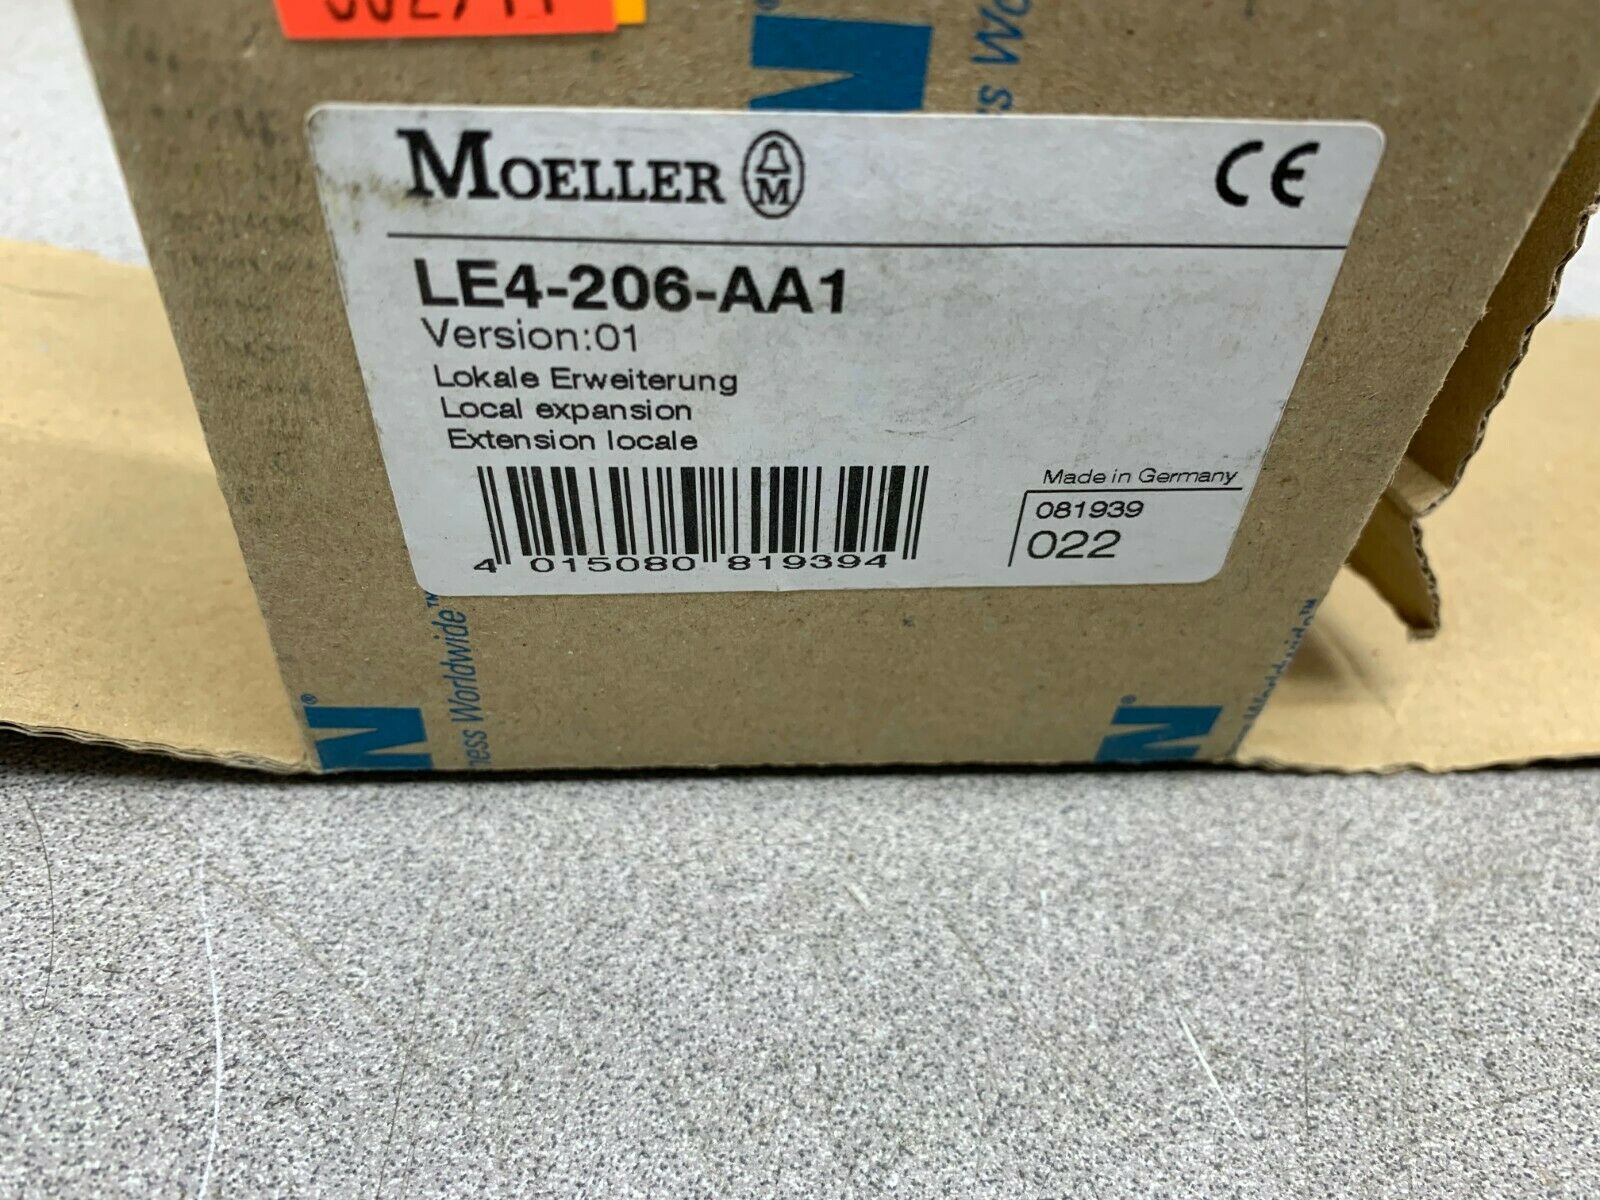 MOELLER M
CE
LE4-206-AA1
Version:01
Lokale Erweiterung
Local expansion
Extension locale
Made in Germany
081939
022
4 015080 819394
Worldwide™